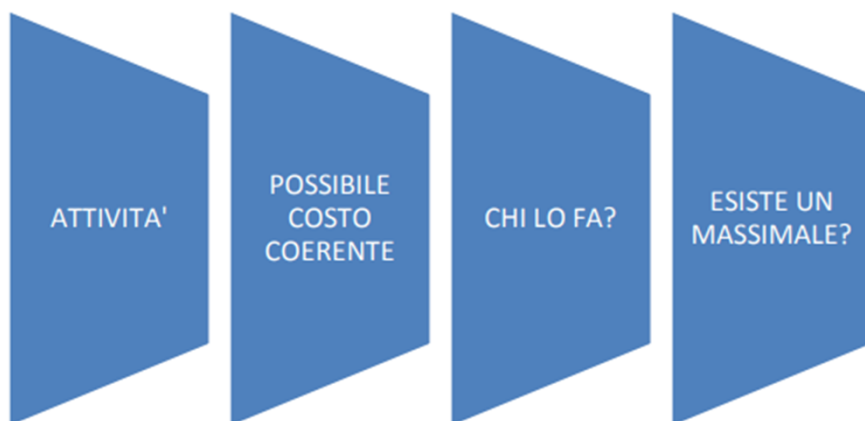 ATTIVITA'
POSSIBILE
COSTO
COERENTE
CHI LO FA?
ESISTE UN
MASSIMALE?